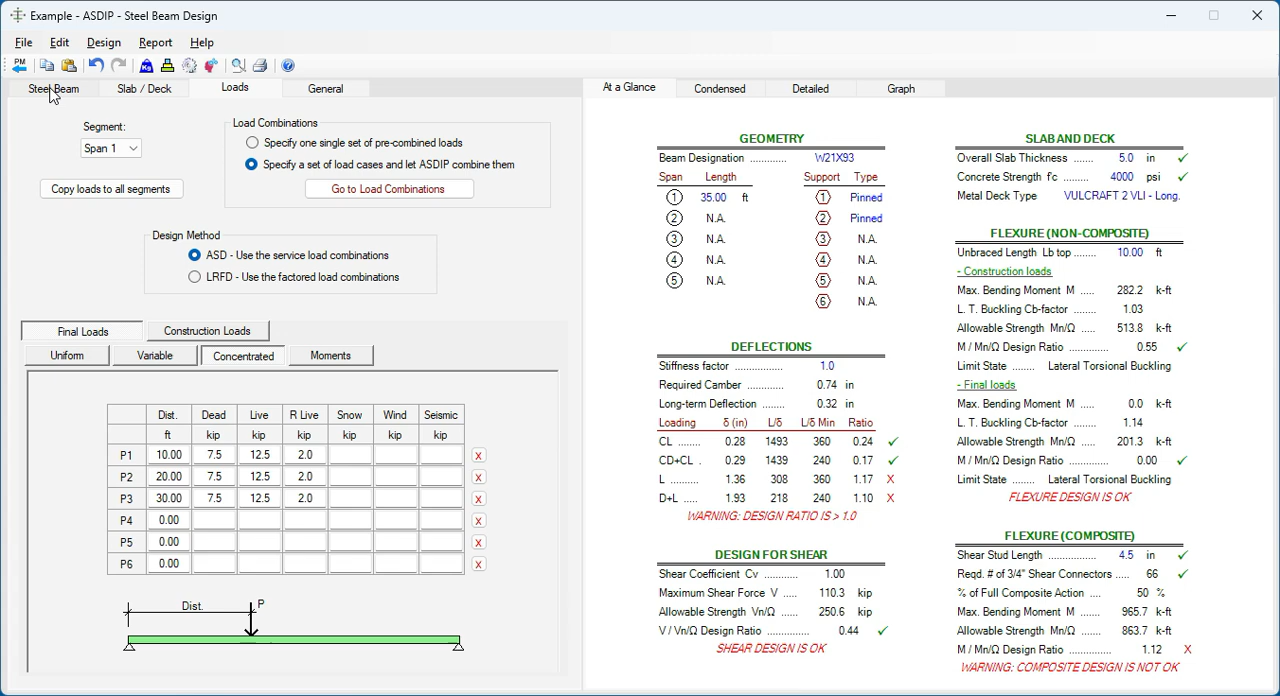 Example - ASDIP - Steel Beam Design
File Edit Design Report Help
PM
Steel Beam Slab / Deck Loads General
Segment:
Span 1
Copy loads to all segments
Load Combinations
Specify one single set of pre-combined loads
Specify a set of load cases and let ASDIP combine them
Go to Load Combinations
Design Method
ASD - Use the service load combinations
LRFD - Use the factored load combinations
Final Loads Construction Loads
Uniform Variable Concentrated Moments
Dist. Dead Live R Live Snow Wind Seismic
ft kip kip kip kip kip kip
P1 10.00 7.5 12.5 2.0 X
P2 20.00 7.5 12.5 2.0 X
P3 30.00 7.5 12.5 2.0 X
P4 0.00 X
P5 0.00 X
P6 0.00 X
Dist. P
At a Glance Condensed Detailed Graph
GEOMETRY
Beam Designation ............ W21X93
Span Length Support Type
1 35.00 ft 1 Pinned
2 N.A. 2 Pinned
3 N.A. 3 N.A.
4 N.A. 4 N.A.
5 N.A. 5 N.A.
6 N.A.
DEFLECTIONS
Stiffness factor ................ 1.0
Required Camber ............ 0.74 in
Long-term Deflection ....... 0.32 in
Loading δ (in) L/δ L/δ Min Ratio
CL ........ 0.28 1493 360 0.24 ✓
CD+CL . 0.29 1439 240 0.17 ✓
L .......... 1.36 308 360 1.17 X
D+L ..... 1.93 218 240 1.10 X
WARNING: DESIGN RATIO IS > 1.0
DESIGN FOR SHEAR
Shear Coefficient Cv ........... 1.00
Maximum Shear Force V ..... 110.3 kip
Allowable Strength Vn/Ω ...... 250.6 kip
V / Vn/Ω Design Ratio .............. 0.44 ✓
SHEAR DESIGN IS OK
SLAB AND DECK
Overall Slab Thickness ....... 5.0 in ✓
Concrete Strength f'c ......... 4000 psi ✓
Metal Deck Type VULCRAFT 2 VLI - Long.
FLEXURE (NON-COMPOSITE)
Unbraced Length Lb top ....... 10.00 ft
- Construction loads
Max. Bending Moment M ..... 282.2 k-ft
L. T. Buckling Cb-factor ........ 1.03
Allowable Strength Mn/Ω ..... 513.8 k-ft
M / Mn/Ω Design Ratio .............. 0.55 ✓
Limit State ....... Lateral Torsional Buckling
- Final loads
Max. Bending Moment M ..... 0.0 k-ft
L. T. Buckling Cb-factor ........ 1.14
Allowable Strength Mn/Ω ..... 201.3 k-ft
M / Mn/Ω Design Ratio .............. 0.00 ✓
Limit State ....... Lateral Torsional Buckling
FLEXURE DESIGN IS OK
FLEXURE (COMPOSITE)
Shear Stud Length ................. 4.5 in ✓
Reqd. # of 3/4" Shear Connectors ..... 66 ✓
% of Full Composite Action .... 50 %
Max. Bending Moment M ....... 965.7 k-ft
Allowable Strength Mn/Ω ...... 863.7 k-ft
M / Mn/Ω Design Ratio ............... 1.12 X
WARNING: COMPOSITE DESIGN IS NOT OK